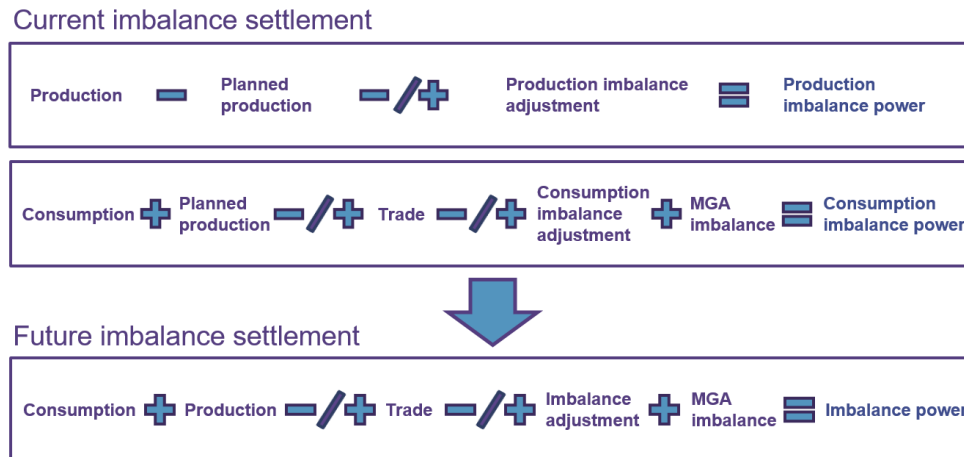 Current imbalance settlement
Production − Planned production −/+ Production imbalance adjustment = Production imbalance power
Consumption + Planned production −/+ Trade −/+ Consumption imbalance adjustment + MGA imbalance = Consumption imbalance power
Future imbalance settlement
Consumption + Production −/+ Trade −/+ Imbalance adjustment + MGA imbalance = Imbalance power